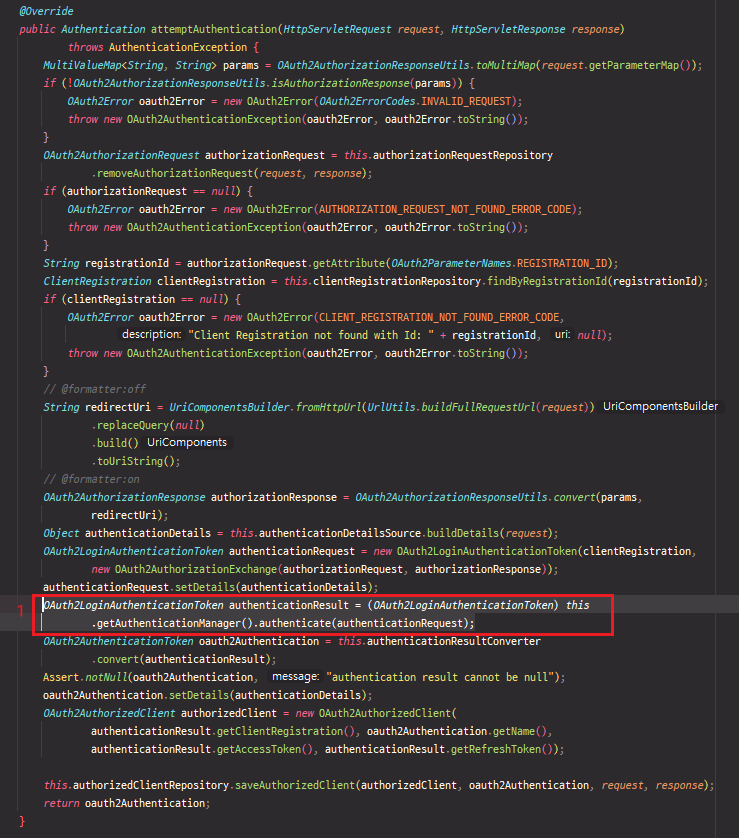 @Override
public Authentication attemptAuthentication(HttpServletRequest request, HttpServletResponse response)
throws AuthenticationException {
MultiValueMap<String, String> params = OAuth2AuthorizationResponseUtils.toMultiMap(request.getParameterMap());
if (!OAuth2AuthorizationResponseUtils.isAuthorizationResponse(params)) {
OAuth2Error oauth2Error = new OAuth2Error(OAuth2ErrorCodes.INVALID_REQUEST);
throw new OAuth2AuthenticationException(oauth2Error, oauth2Error.toString());
}
OAuth2AuthorizationRequest authorizationRequest = this.authorizationRequestRepository
.removeAuthorizationRequest(request, response);
if (authorizationRequest == null) {
OAuth2Error oauth2Error = new OAuth2Error(AUTHORIZATION_REQUEST_NOT_FOUND_ERROR_CODE);
throw new OAuth2AuthenticationException(oauth2Error, oauth2Error.toString());
}
String registrationId = authorizationRequest.getAttribute(OAuth2ParameterNames.REGISTRATION_ID);
ClientRegistration clientRegistration = this.clientRegistrationRepository.findByRegistrationId(registrationId);
if (clientRegistration == null) {
OAuth2Error oauth2Error = new OAuth2Error(CLIENT_REGISTRATION_NOT_FOUND_ERROR_CODE,
description: "Client Registration not found with Id: " + registrationId, uri: null);
throw new OAuth2AuthenticationException(oauth2Error, oauth2Error.toString());
}
// @formatter:off
String redirectUri = UriComponentsBuilder.fromHttpUrl(UrlUtils.buildFullRequestUrl(request)) UriComponentsBuilder
.replaceQuery(null)
.build() UriComponents
.toUriString();
// @formatter:on
OAuth2AuthorizationResponse authorizationResponse = OAuth2AuthorizationResponseUtils.convert(params,
redirectUri);
Object authenticationDetails = this.authenticationDetailsSource.buildDetails(request);
OAuth2LoginAuthenticationToken authenticationRequest = new OAuth2LoginAuthenticationToken(clientRegistration,
new OAuth2AuthorizationExchange(authorizationRequest, authorizationResponse));
authenticationRequest.setDetails(authenticationDetails);
1 OAuth2LoginAuthenticationToken authenticationResult = (OAuth2LoginAuthenticationToken) this
.getAuthenticationManager().authenticate(authenticationRequest);
OAuth2AuthenticationToken oauth2Authentication = this.authenticationResultConverter
.convert(authenticationResult);
Assert.notNull(oauth2Authentication, message: "authentication result cannot be null");
oauth2Authentication.setDetails(authenticationDetails);
OAuth2AuthorizedClient authorizedClient = new OAuth2AuthorizedClient(
authenticationResult.getClientRegistration(), oauth2Authentication.getName(),
authenticationResult.getAccessToken(), authenticationResult.getRefreshToken());
this.authorizedClientRepository.saveAuthorizedClient(authorizedClient, oauth2Authentication, request, response);
return oauth2Authentication;
}